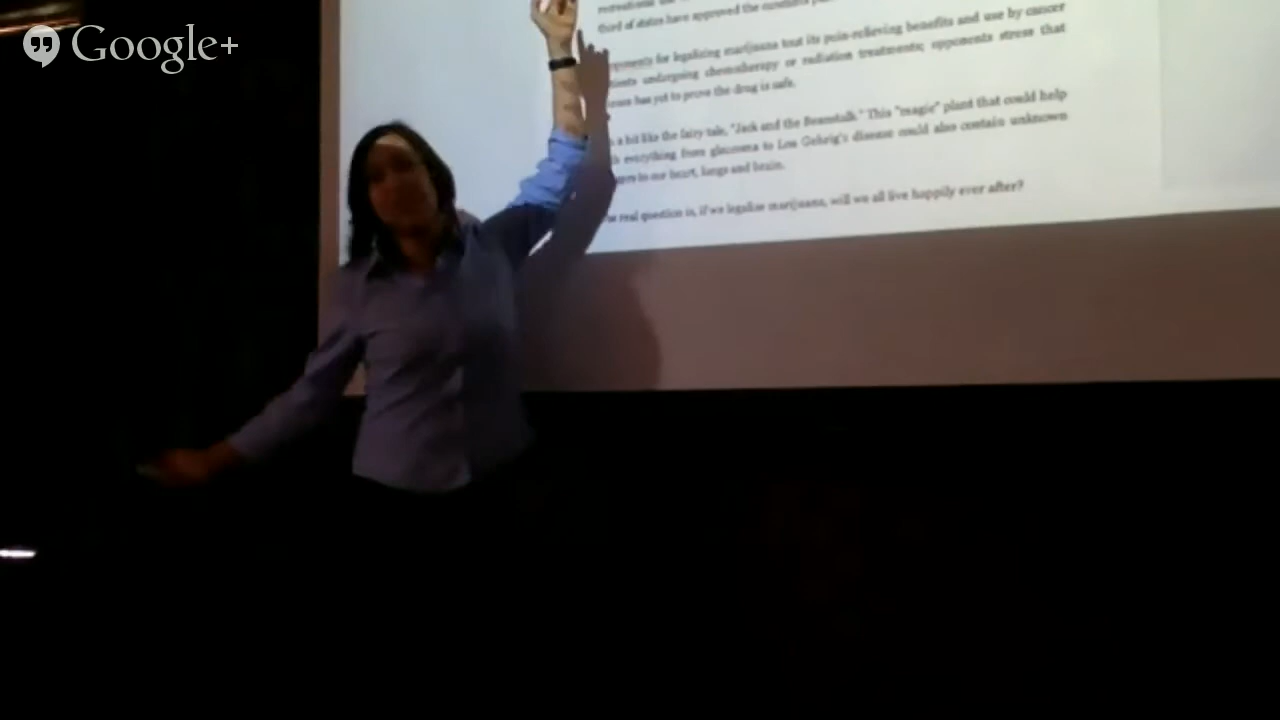 Google+
recreational use
third of states have approved the
ponents for legalizing marijuana tout its pain-relieving benefits and use by cancer
undergoing chemotherapy or radiation treatments; opponents stress that
has yet to prove the drug is safe.
a bit like the fairy tale, "Jack and the Beanstalk." This "magic" plant that could help
everything from glaucoma to Lou Gehrig's disease could also contain unknown
to our heart, lungs and brain.
real question is, if we legalize marijuana, will we all live happily ever after?